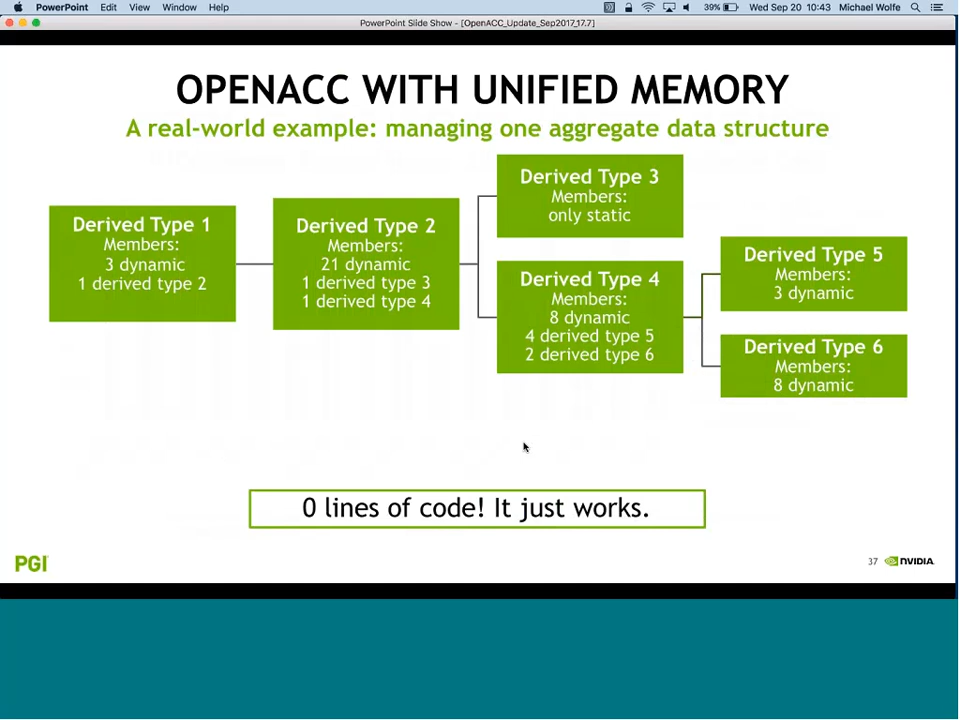 PowerPoint Edit View Window Help 39% Wed Sep 20 10:43 Michael Wolfe
PowerPoint Slide Show - [OpenACC_Update_Sep2017_17.7]
OPENACC WITH UNIFIED MEMORY
A real-world example: managing one aggregate data structure
Derived Type 1
Members:
3 dynamic
1 derived type 2
Derived Type 2
Members:
21 dynamic
1 derived type 3
1 derived type 4
Derived Type 3
Members:
only static
Derived Type 4
Members:
8 dynamic
4 derived type 5
2 derived type 6
Derived Type 5
Members:
3 dynamic
Derived Type 6
Members:
8 dynamic
0 lines of code! It just works.
PGI
37 NVIDIA